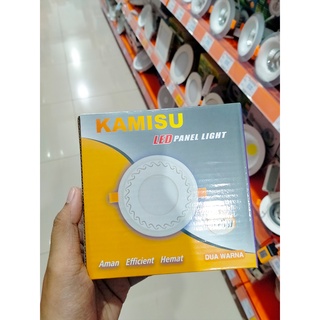 KAMISU
LED PANEL LIGHT
Aman Efficient Hemat
DUA WARNA